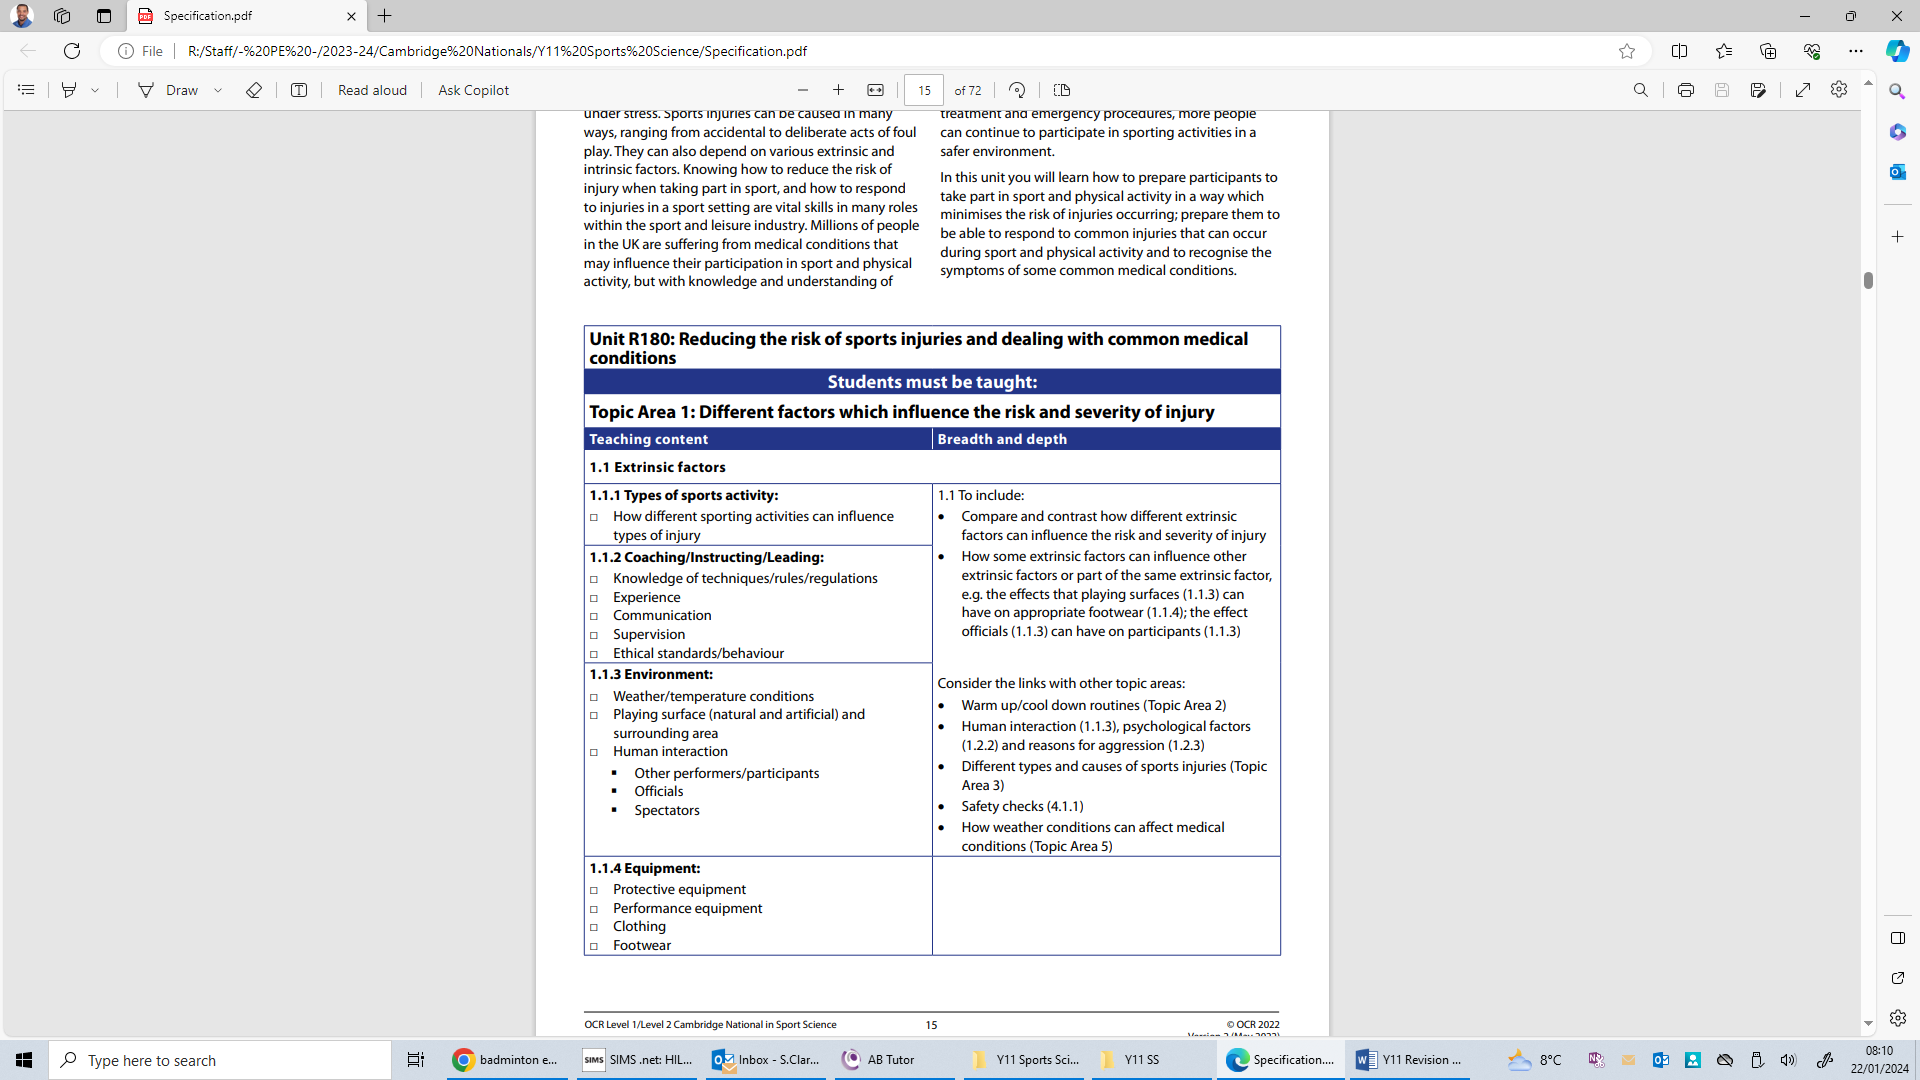 Specification.pdf
File
R:/Staff/-%20PE%20-/2023-24/Cambridge%20Nationals/Y11%20Sports%20Science/Specification.pdf
Draw
Read aloud
Ask Copilot
15
of 72
under stress. Sports injuries can be caused in many
ways, ranging from accidental to deliberate acts of foul
play. They can also depend on various extrinsic and
intrinsic factors. Knowing how to reduce the risk of
injury when taking part in sport, and how to respond
to injuries in a sport setting are vital skills in many roles
within the sport and leisure industry. Millions of people
in the UK are suffering from medical conditions that
may influence their participation in sport and physical
activity, but with knowledge and understanding of
treatment and emergency procedures, more people
can continue to participate in sporting activities in a
safer environment.
In this unit you will learn how to prepare participants to
take part in sport and physical activity in a way which
minimises the risk of injuries occurring; prepare them to
be able to respond to common injuries that can occur
during sport and physical activity and to recognise the
symptoms of some common medical conditions.
Unit R180: Reducing the risk of sports injuries and dealing with common medical
conditions
Students must be taught:
Topic Area 1: Different factors which influence the risk and severity of injury
Teaching content
Breadth and depth
1.1 Extrinsic factors
1.1.1 Types of sports activity:
□ How different sporting activities can influence
types of injury
1.1.2 Coaching/Instructing/Leading:
□ Knowledge of techniques/rules/regulations
□ Experience
□ Communication
□ Supervision
□ Ethical standards/behaviour
1.1.3 Environment:
□ Weather/temperature conditions
□ Playing surface (natural and artificial) and
surrounding area
□ Human interaction
▪ Other performers/participants
▪ Officials
▪ Spectators
1.1 To include:
• Compare and contrast how different extrinsic
factors can influence the risk and severity of injury
• How some extrinsic factors can influence other
extrinsic factors or part of the same extrinsic factor,
e.g. the effects that playing surfaces (1.1.3) can
have on appropriate footwear (1.1.4); the effect
officials (1.1.3) can have on participants (1.1.3)
Consider the links with other topic areas:
• Warm up/cool down routines (Topic Area 2)
• Human interaction (1.1.3), psychological factors
(1.2.2) and reasons for aggression (1.2.3)
• Different types and causes of sports injuries (Topic
Area 3)
• Safety checks (4.1.1)
• How weather conditions can affect medical
conditions (Topic Area 5)
1.1.4 Equipment:
□ Protective equipment
□ Performance equipment
□ Clothing
□ Footwear
OCR Level 1/Level 2 Cambridge National in Sport Science
15
© OCR 2022
Type here to search
badminton e...
SIMS
SIMS .net: HIL...
Inbox - S.Clar...
AB Tutor
Y11 Sports Sci...
Y11 SS
Specification....
Y11 Revision ...
8°C
08:10
22/01/2024